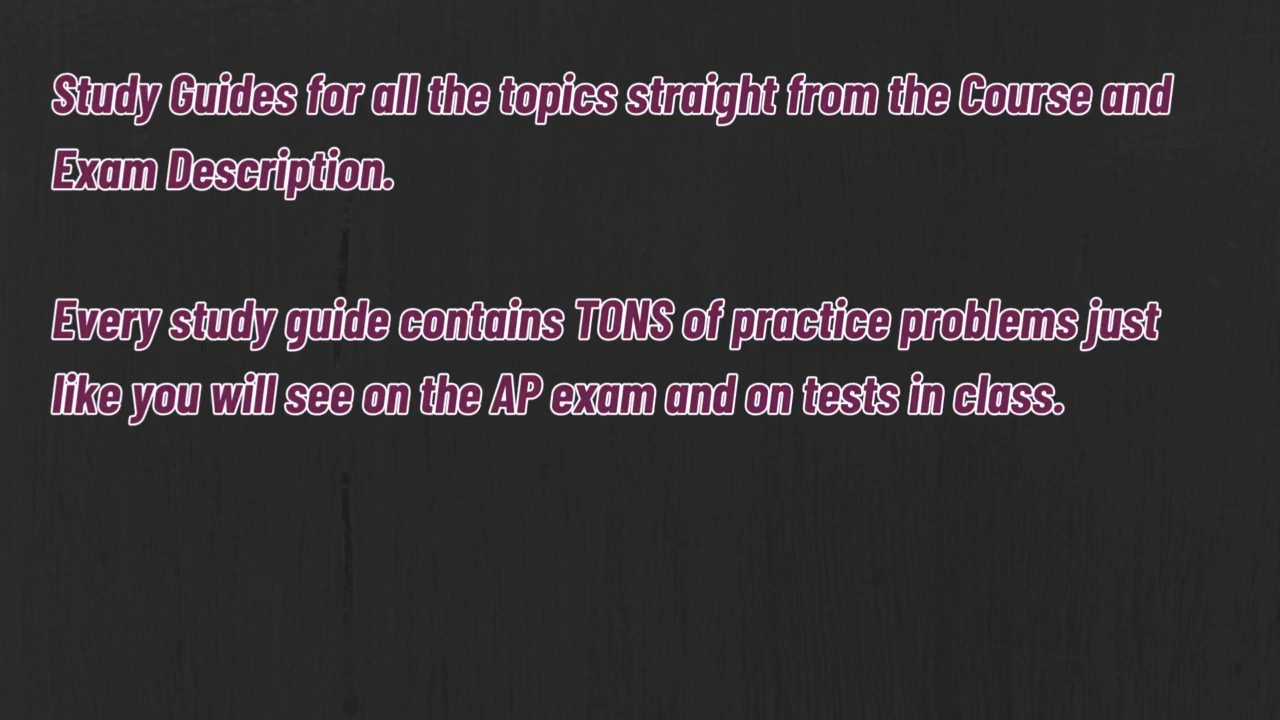 Study Guides for all the topics straight from the Course and
Exam Description.
Every study guide contains TONS of practice problems just
like you will see on the AP exam and on tests in class.